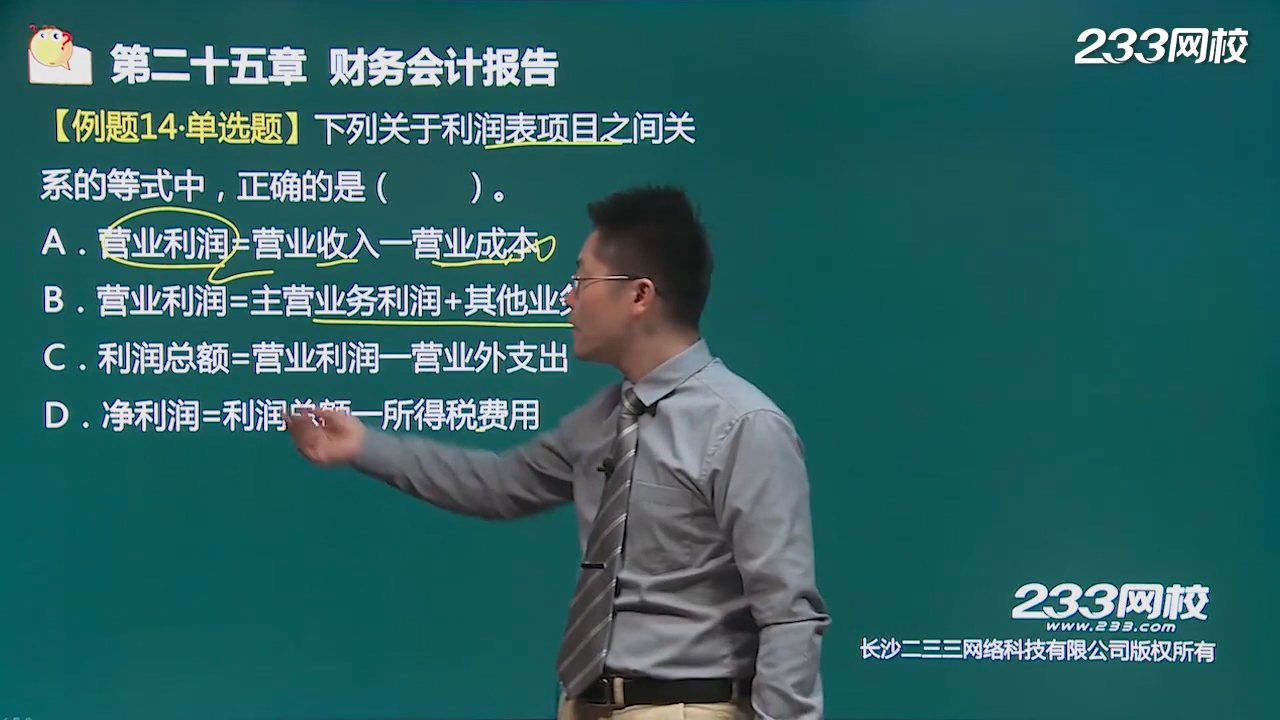 233网校
第二十五章 财务会计报告
【例题14·单选题】下列关于利润表项目之间关
系的等式中，正确的是（ ）。
A．营业利润=营业收入一营业成本
B．营业利润=主营业务利润+其他业务
C．利润总额=营业利润一营业外支出
D．净利润=利润总额一所得税费用
233网校
www.233.com
长沙二三三网络科技有限公司版权所有